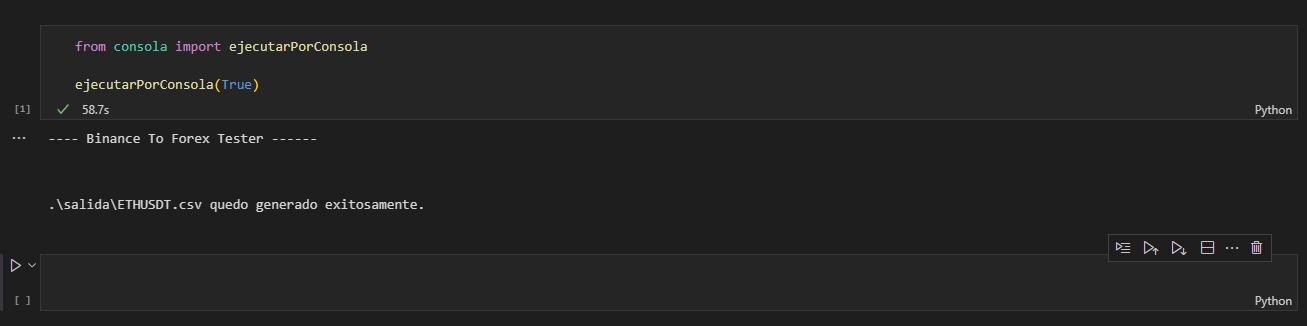 from consola import ejecutarPorConsola
ejecutarPorConsola(True)
[1]
58.7s
Python
---- Binance To Forex Tester ------
.\salida\ETHUSDT.csv quedo generado exitosamente.
[ ]
Python